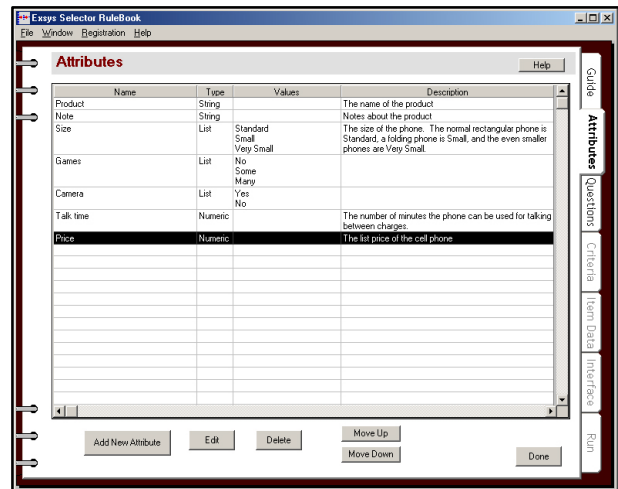 Exsys Selector RuleBook
File Window Registration Help
Attributes
Help
Name Type Values Description
Product String The name of the product
Note String Notes about the product
Size List Standard The size of the phone. The normal rectangular phone is
Small Standard, a folding phone is Small, and the even smaller
Very Small phones are Very Small.
Games List No
Some
Many
Camera List Yes
No
Talk time Numeric The number of minutes the phone can be used for talking
between charges.
Price Numeric The list price of the cell phone
Add New Attribute Edit Delete Move Up
Move Down Done
Guide
Attributes
Questions
Criteria
Item Data
Interface
Run